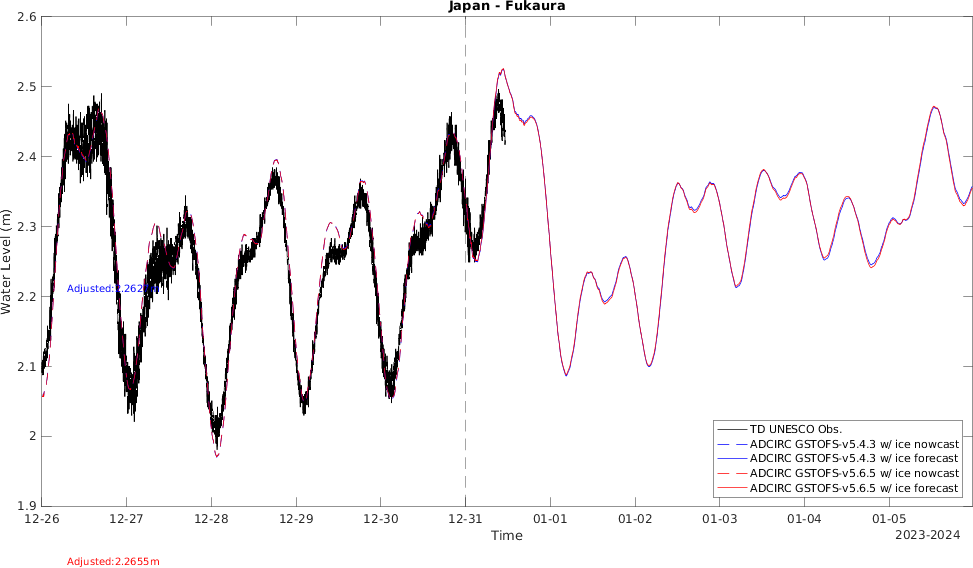 Japan - Fukaura
2.6
2.5
2.4
2.3
2.2
2.1
2
1.9
Water Level (m)
Adjusted:2.262
TD UNESCO Obs.
ADCIRC GSTOFS-v5.4.3 w/ ice nowcast
ADCIRC GSTOFS-v5.4.3 w/ ice forecast
ADCIRC GSTOFS-v5.6.5 w/ ice nowcast
ADCIRC GSTOFS-v5.6.5 w/ ice forecast
12-26 12-27 12-28 12-29 12-30 12-31 01-01 01-02 01-03 01-04 01-05
Time
2023-2024
Adjusted:2.2655m